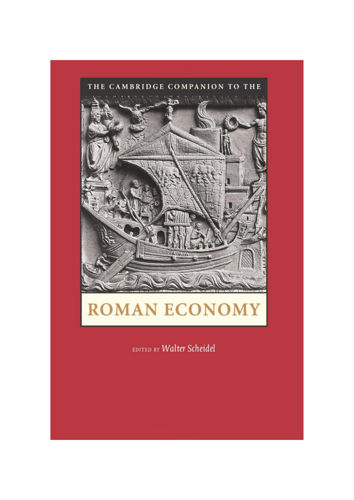 THE CAMBRIDGE COMPANION TO THE
ROMAN ECONOMY
EDITED BY Walter Scheidel